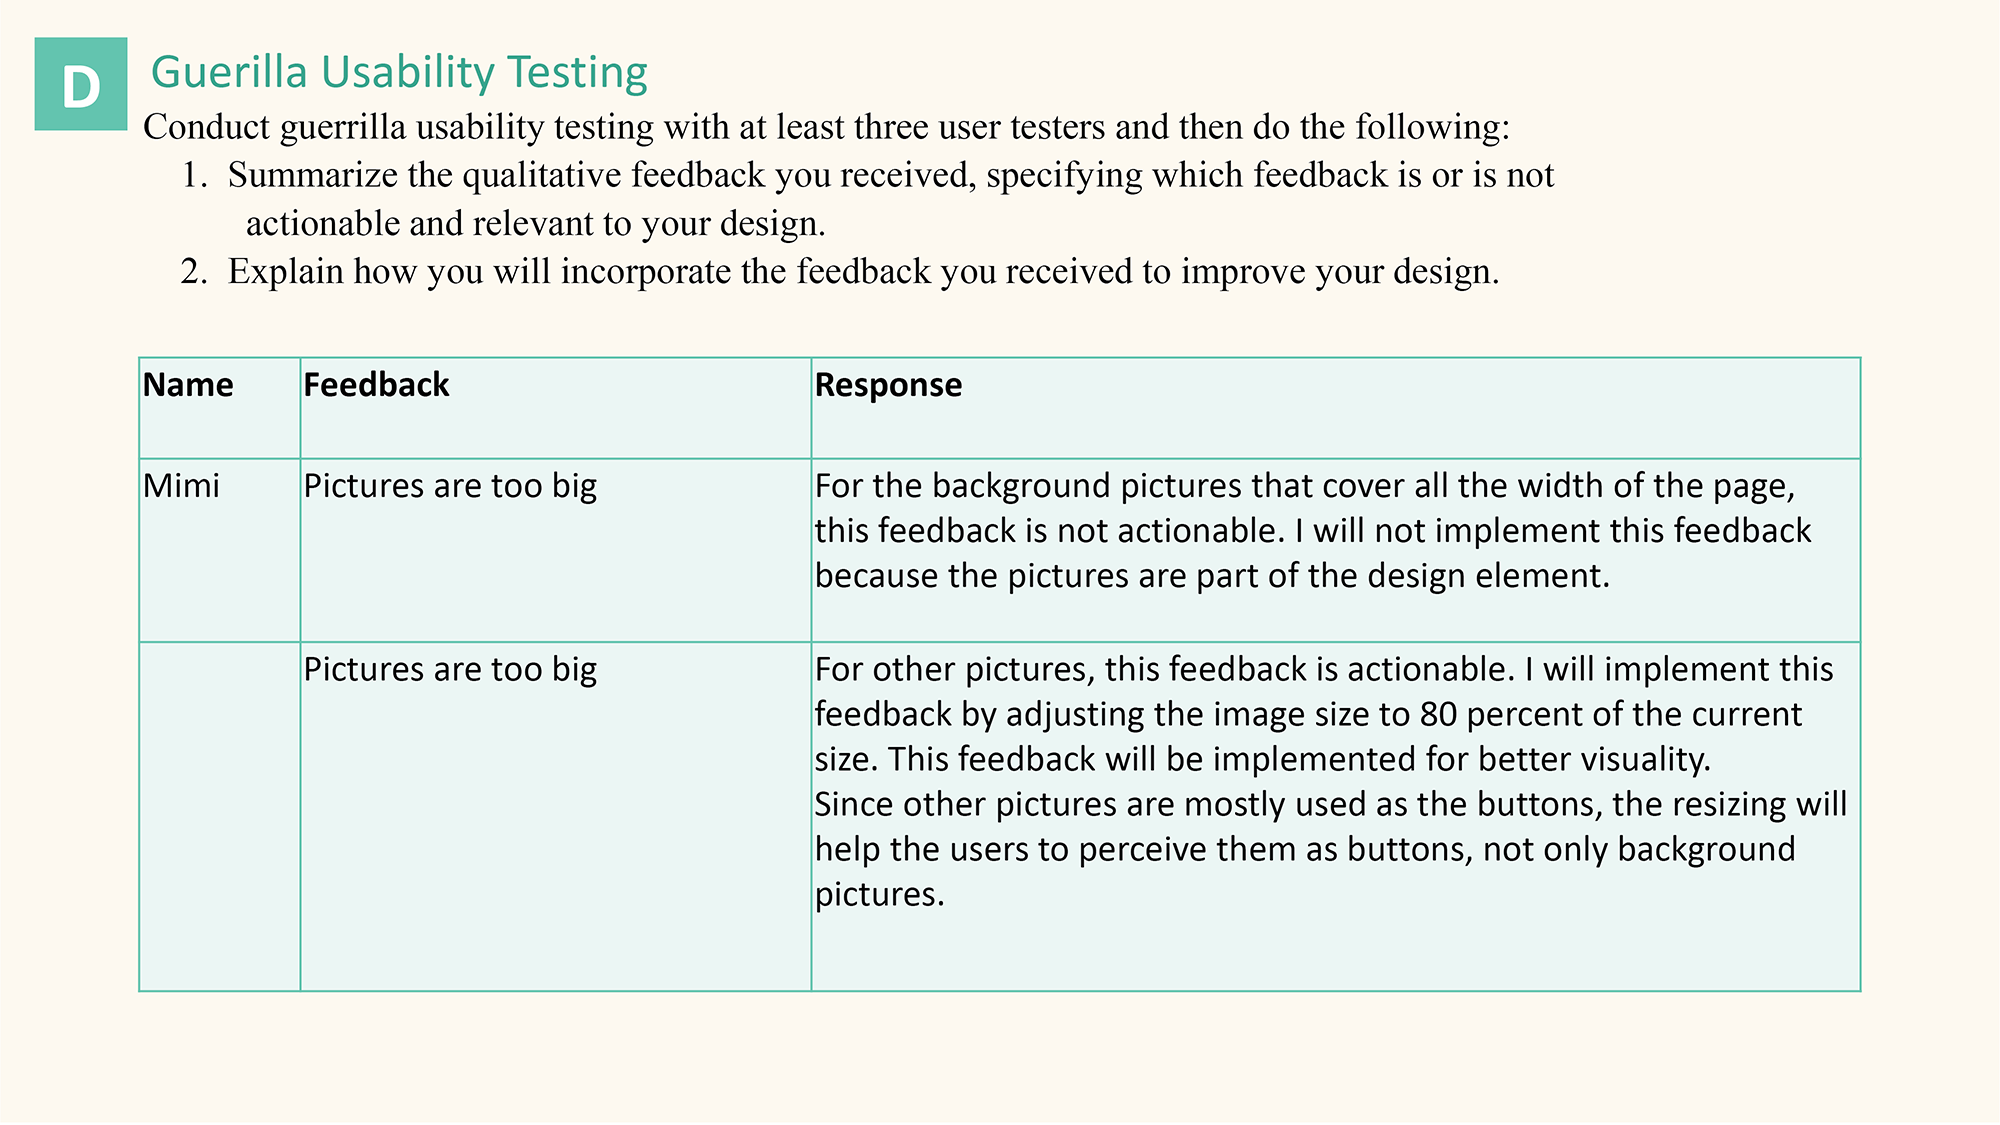 D
Guerilla Usability Testing
Conduct guerrilla usability testing with at least three user testers and then do the following:
1. Summarize the qualitative feedback you received, specifying which feedback is or is not
actionable and relevant to your design.
2. Explain how you will incorporate the feedback you received to improve your design.
Name
Feedback
Response
Mimi
Pictures are too big
For the background pictures that cover all the width of the page,
this feedback is not actionable. I will not implement this feedback
because the pictures are part of the design element.
Pictures are too big
For other pictures, this feedback is actionable. I will implement this
feedback by adjusting the image size to 80 percent of the current
size. This feedback will be implemented for better visuality.
Since other pictures are mostly used as the buttons, the resizing will
help the users to perceive them as buttons, not only background
pictures.